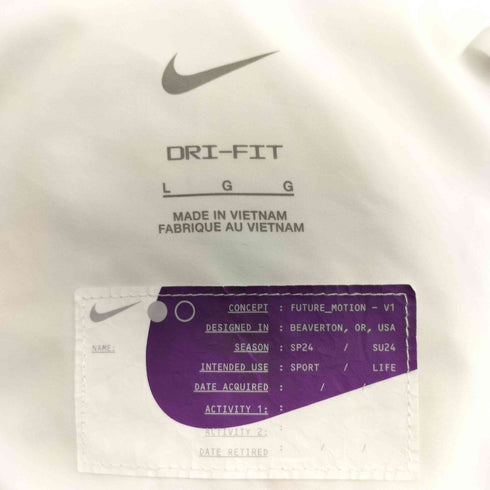 DRI-FIT
L G G
MADE IN VIETNAM
FABRIQUE AU VIETNAM
CONCEPT : FUTURE_MOTION - V1
DESIGNED IN : BEAVERTON, OR, USA
NAME:
SEASON : SP24 / SU24
INTENDED USE : SPORT / LIFE
DATE ACQUIRED : / /
ACTIVITY 1: :
ACTIVITY 2: :
DATE RETIRED : / /